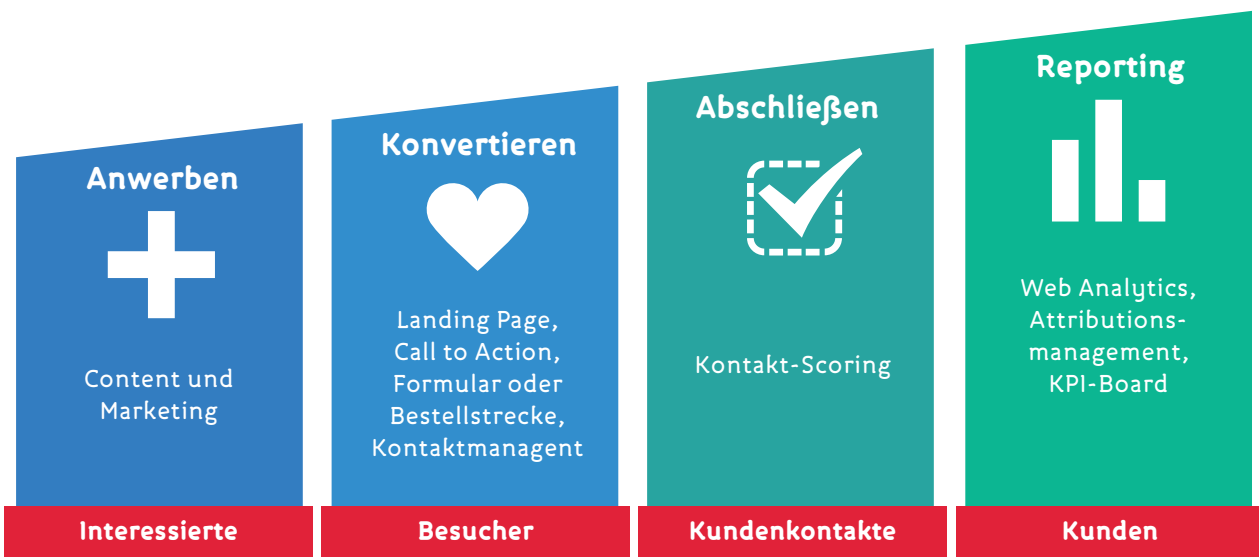 Anwerben
Content und
Marketing
Interessierte
Konvertieren
Landing Page,
Call to Action,
Formular oder
Bestellstrecke,
Kontaktmanagent
Besucher
Abschließen
Kontakt-Scoring
Kundenkontakte
Reporting
Web Analytics,
Attributions-
management,
KPI-Board
Kunden